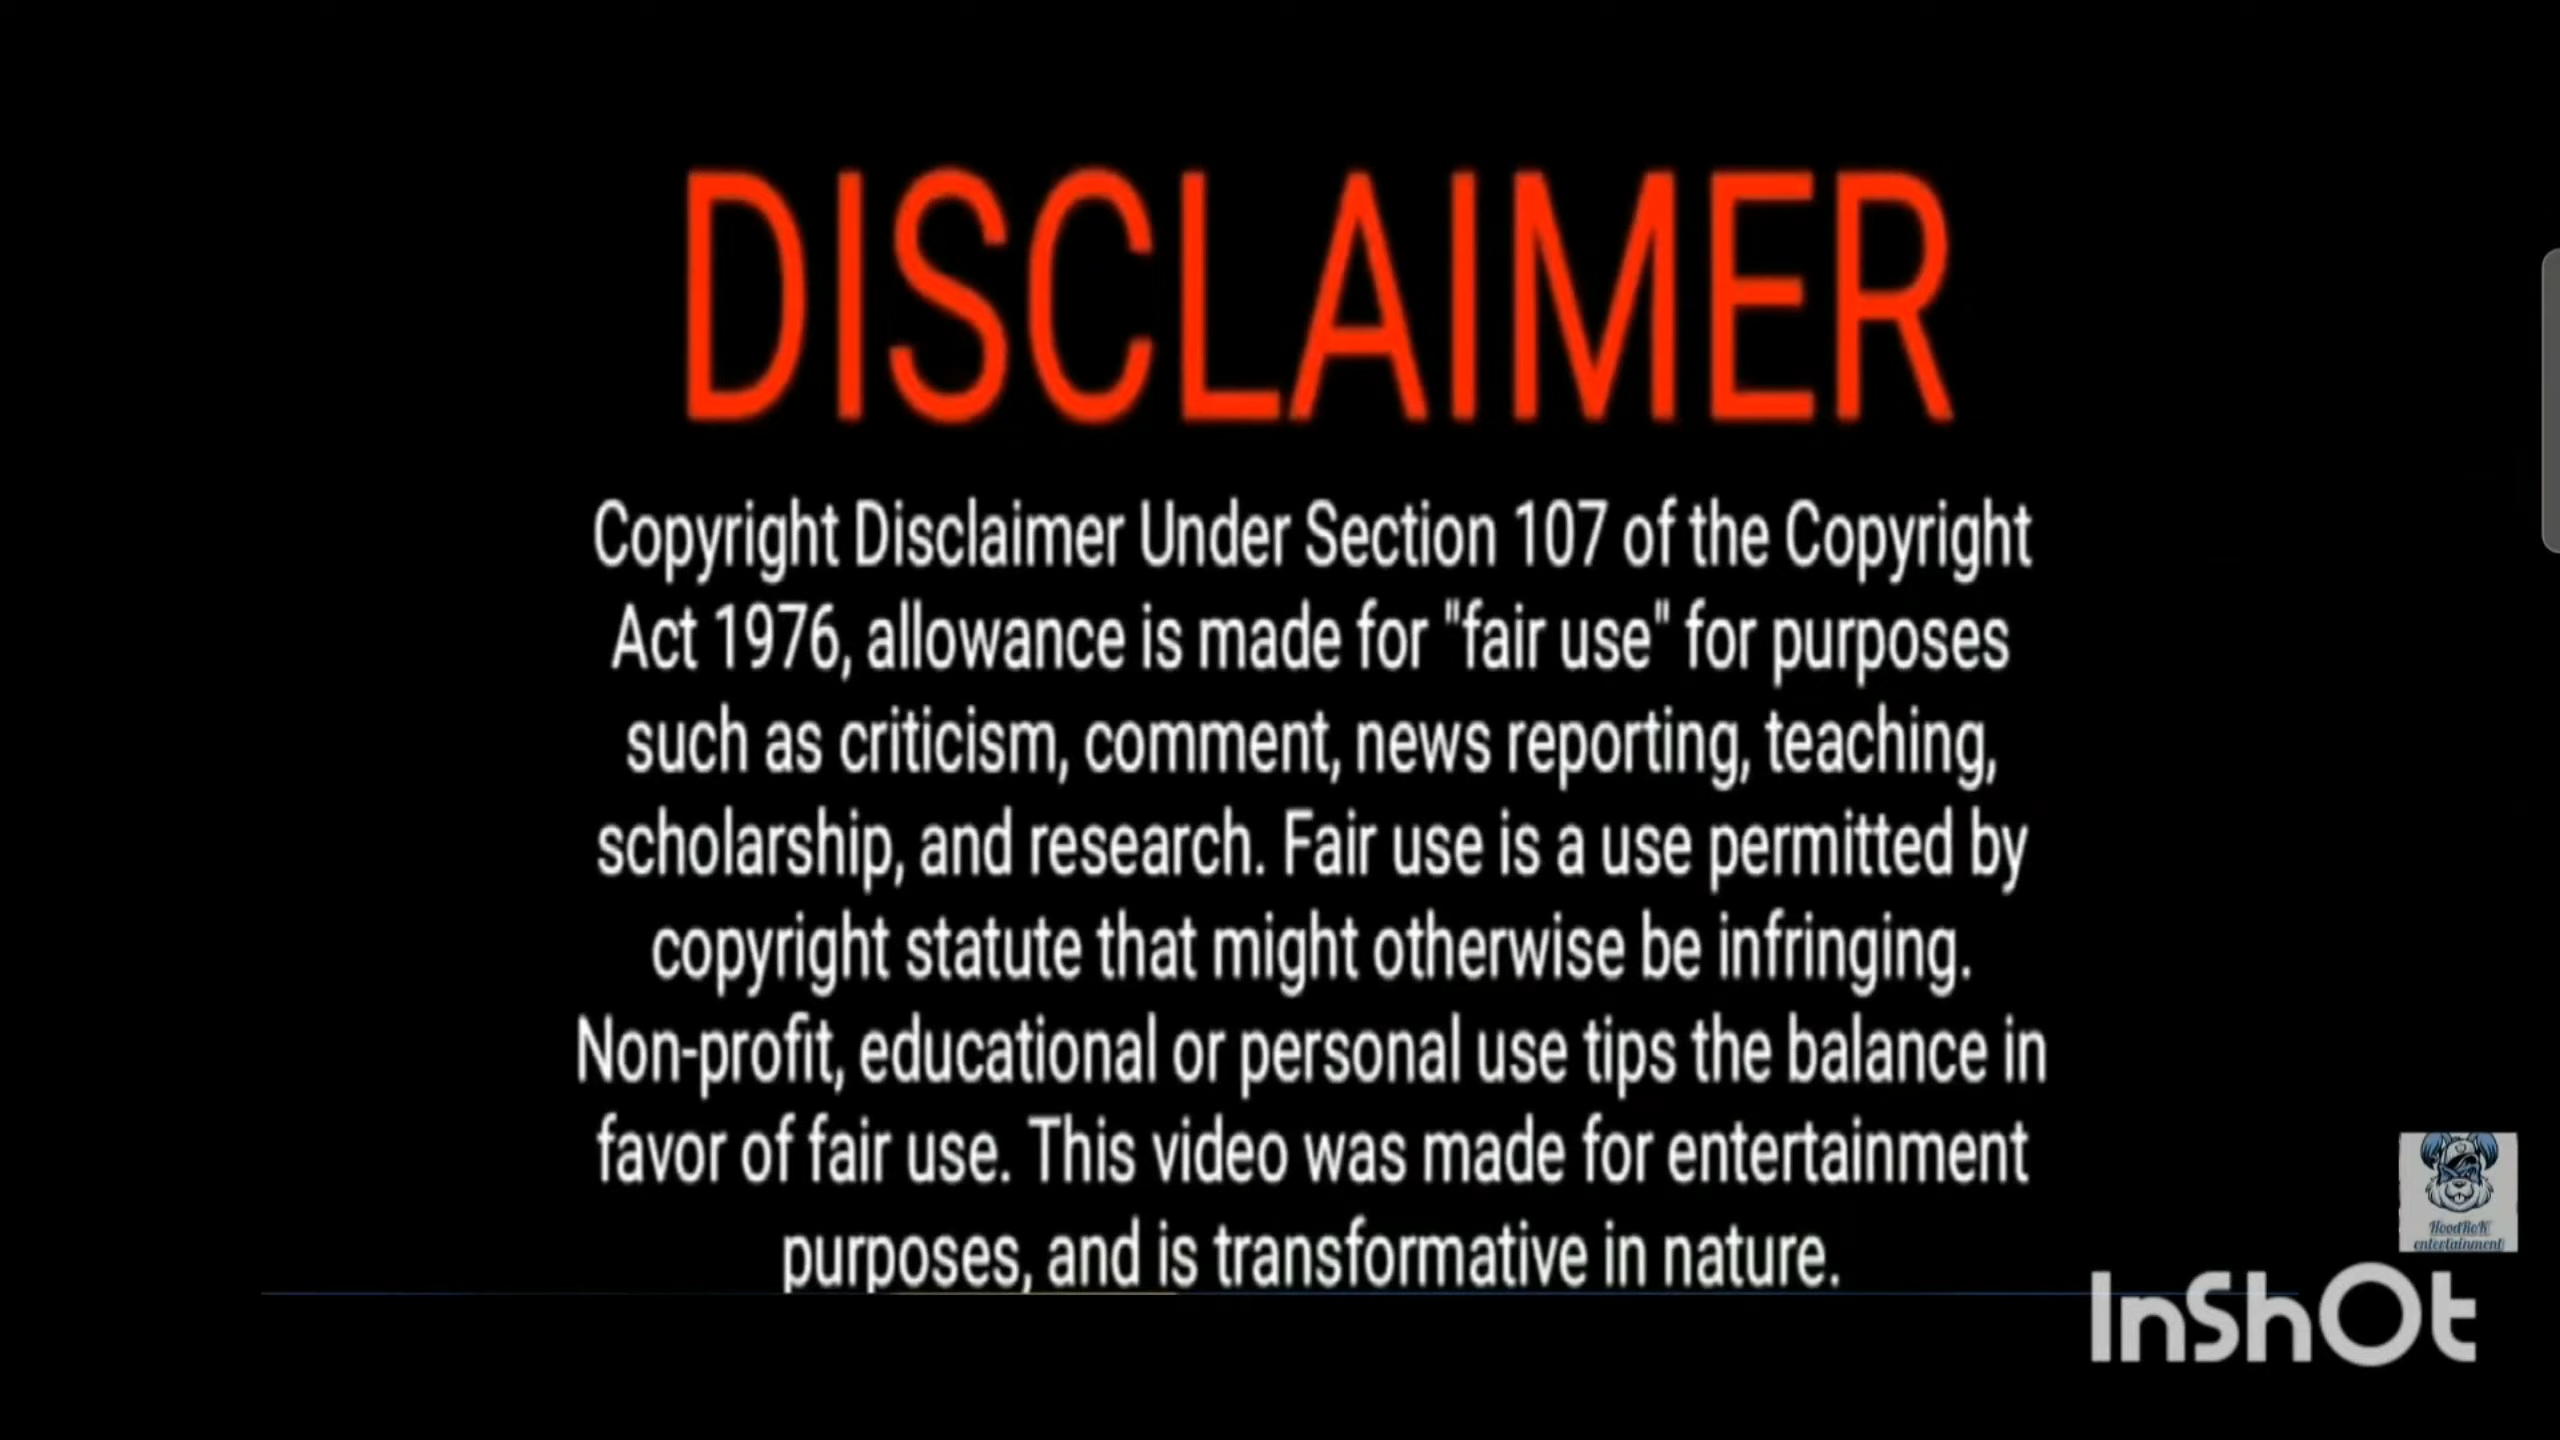 DISCLAIMER
Copyright Disclaimer Under Section 107 of the Copyright
Act 1976, allowance is made for "fair use" for purposes
such as criticism, comment, news reporting, teaching,
scholarship, and research. Fair use is a use permitted by
copyright statute that might otherwise be infringing.
Non-profit, educational or personal use tips the balance in
favor of fair use. This video was made for entertainment
purposes, and is transformative in nature.
HoodRoK
entertainment
InShOt